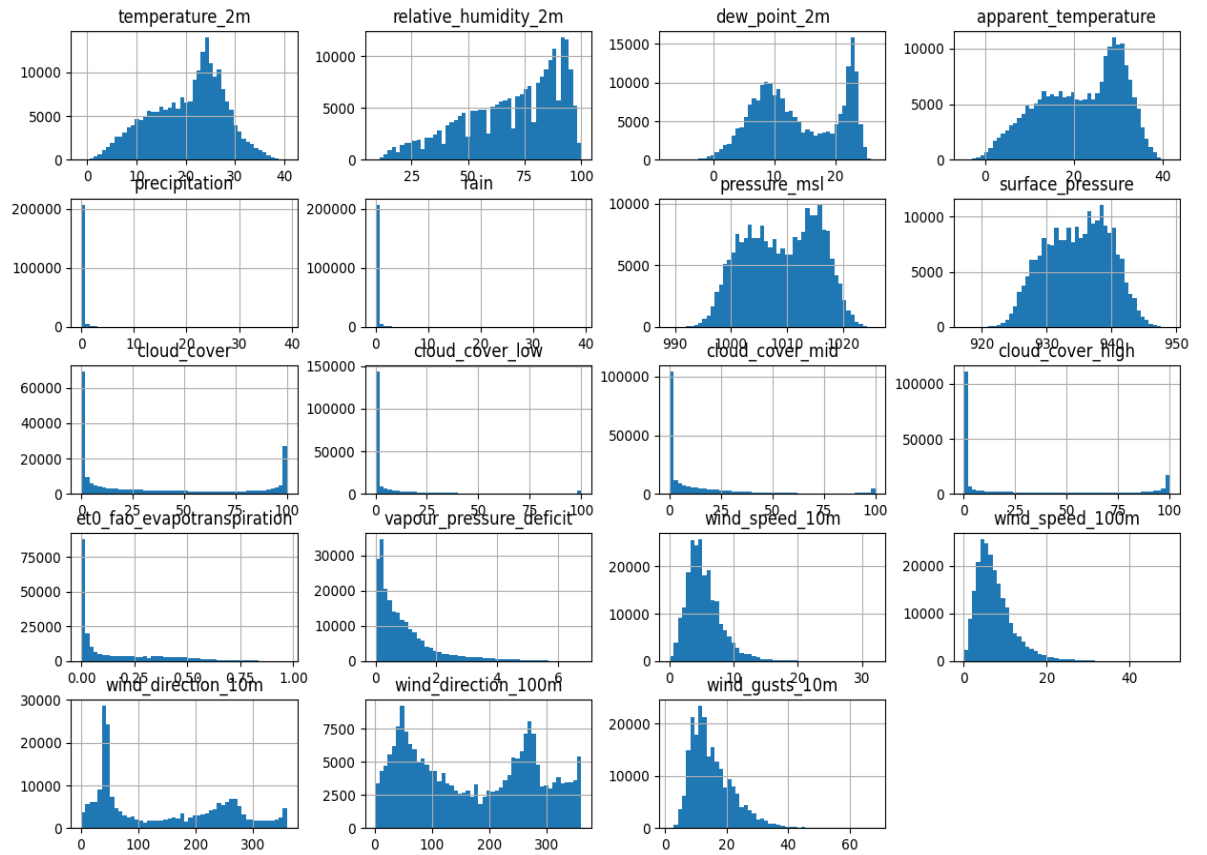 temperature_2m relative_humidity_2m dew_point_2m apparent_temperature
10000 5000 0 0 10 20 30 40
10000 5000 0 25 50 75 100
15000 10000 5000 0 0 10 20
10000 5000 0 0 20 40
precipitation rain pressure_msl surface_pressure
200000 100000 0 0 10 20 30 40
200000 100000 0 0 10 20 30 40
10000 5000 0 990 1000 1010 1020
10000 5000 0 920 930 940 950
cloud_cover cloud_cover_low cloud_cover_mid cloud_cover_high
60000 40000 20000 0 0 25 50 75 100
150000 100000 50000 0 0 25 50 75 100
100000 50000 0 0 25 50 75 100
100000 50000 0 0 25 50 75 100
et0_fao_evapotranspiration vapour_pressure_deficit wind_speed_10m wind_speed_100m
75000 50000 25000 0 0.00 0.25 0.50 0.75 1.00
30000 20000 10000 0 0 2 4 6
20000 10000 0 0 10 20 30
20000 10000 0 0 20 40
wind_direction_10m wind_direction_100m wind_gusts_10m
30000 20000 10000 0 0 100 200 300
7500 5000 2500 0 0 100 200 300
20000 10000 0 0 20 40 60